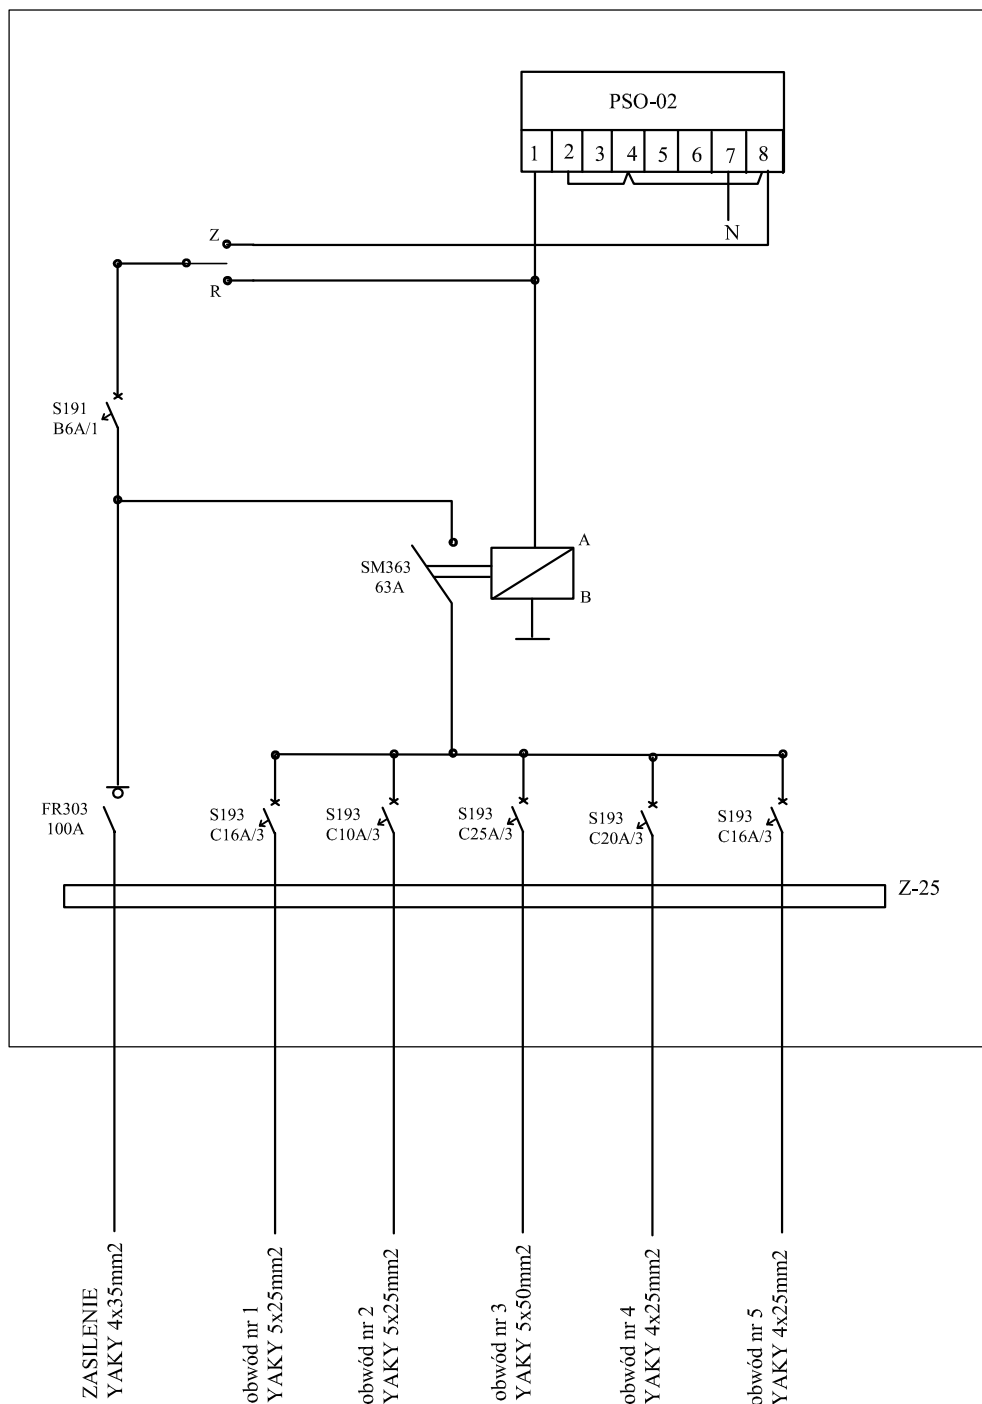 PSO-02
1 2 3 4 5 6 7 8
N
Z
R
S191
B6A/1
A
SM363
63A
B
FR303
100A
S193
C16A/3
S193
C10A/3
S193
C25A/3
S193
C20A/3
S193
C16A/3
Z-25
ZASILENIE
YAKY 4x35mm2
obwód nr 1
YAKY 5x25mm2
obwód nr 2
YAKY 5x25mm2
obwód nr 3
YAKY 5x50mm2
obwód nr 4
YAKY 4x25mm2
obwód nr 5
YAKY 4x25mm2